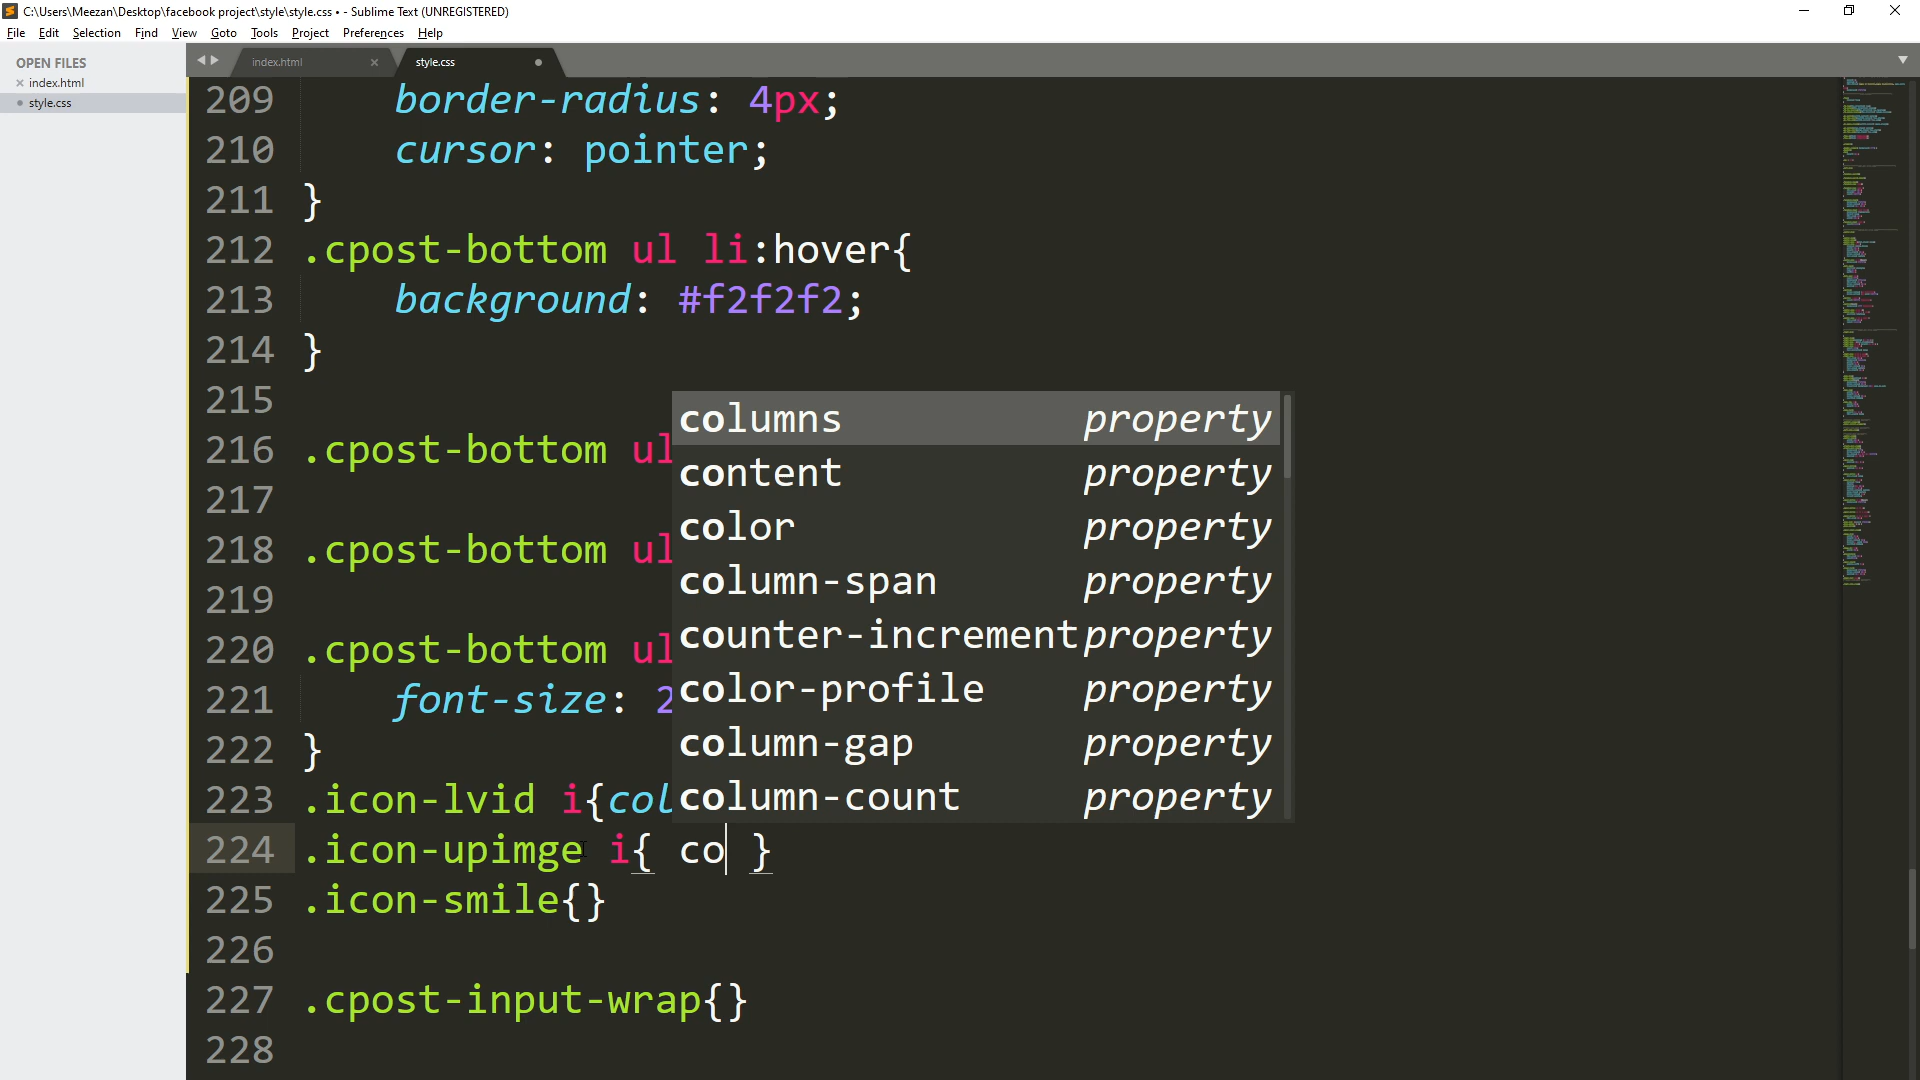 C:\Users\Meezan\Desktop\facebook project\style\style.css • - Sublime Text (UNREGISTERED)
File Edit Selection Find View Goto Tools Project Preferences Help
OPEN FILES
index.html
style.css
index.html
style.css
209 border-radius: 4px;
210 cursor: pointer;
211 }
212 .cpost-bottom ul li:hover{
213 background: #f2f2f2;
214 }
215
216 .cpost-bottom ul
217
218 .cpost-bottom ul
219
220 .cpost-bottom ul
221 font-size: 2
222 }
223 .icon-lvid i{col
224 .icon-upimge i{ co }
225 .icon-smile{}
226
227 .cpost-input-wrap{}
228
columns property
content property
color property
column-span property
counter-increment property
color-profile property
column-gap property
column-count property